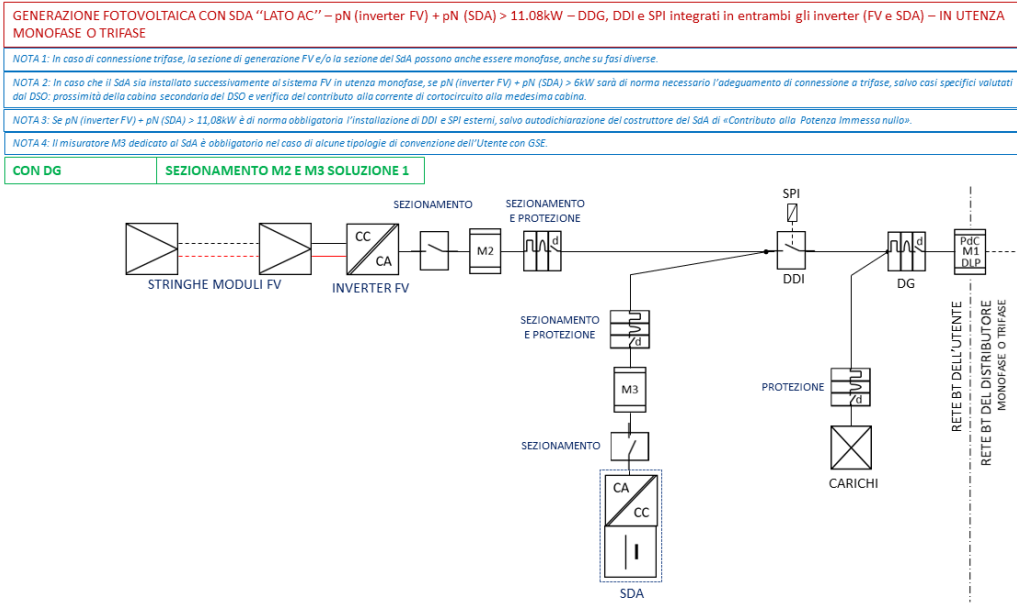 GENERAZIONE FOTOVOLTAICA CON SDA ‘‘LATO AC’’ – pN (inverter FV) + pN (SDA) > 11.08kW – DDG, DDI e SPI integrati in entrambi gli inverter (FV e SDA) – IN UTENZA
MONOFASE O TRIFASE
NOTA 1: In caso di connessione trifase, la sezione di generazione FV e/o la sezione del SdA possono anche essere monofase, anche su fasi diverse.
NOTA 2: In caso che il SdA sia installato successivamente al sistema FV in utenza monofase, se pN (inverter FV) + pN (SDA) > 6kW sarà di norma necessario l’adeguamento di connessione a trifase, salvo casi specifici valutati
dal DSO: prossimità della cabina secondaria del DSO e verifica del contributo alla corrente di cortocircuito alla medesima cabina.
NOTA 3: Se pN (inverter FV) + pN (SDA) > 11,08kW è di norma obbligatoria l’installazione di DDI e SPI esterni, salvo autodichiarazione del costruttore del SdA di «Contributo alla Potenza Immessa nullo».
NOTA 4: Il misuratore M3 dedicato al SdA è obbligatorio nel caso di alcune tipologie di convenzione dell’Utente con GSE.
CON DG
SEZIONAMENTO M2 E M3 SOLUZIONE 1
SPI
SEZIONAMENTO
SEZIONAMENTO
E PROTEZIONE
CC
CA
M2
d
d
PdC
M1
DLP
STRINGHE MODULI FV
INVERTER FV
DDI
DG
SEZIONAMENTO
E PROTEZIONE
d
M3
PROTEZIONE
d
SEZIONAMENTO
CARICHI
CA
CC
SDA
RETE BT DELL’UTENTE
RETE BT DEL DISTRIBUTORE
MONOFASE O TRIFASE